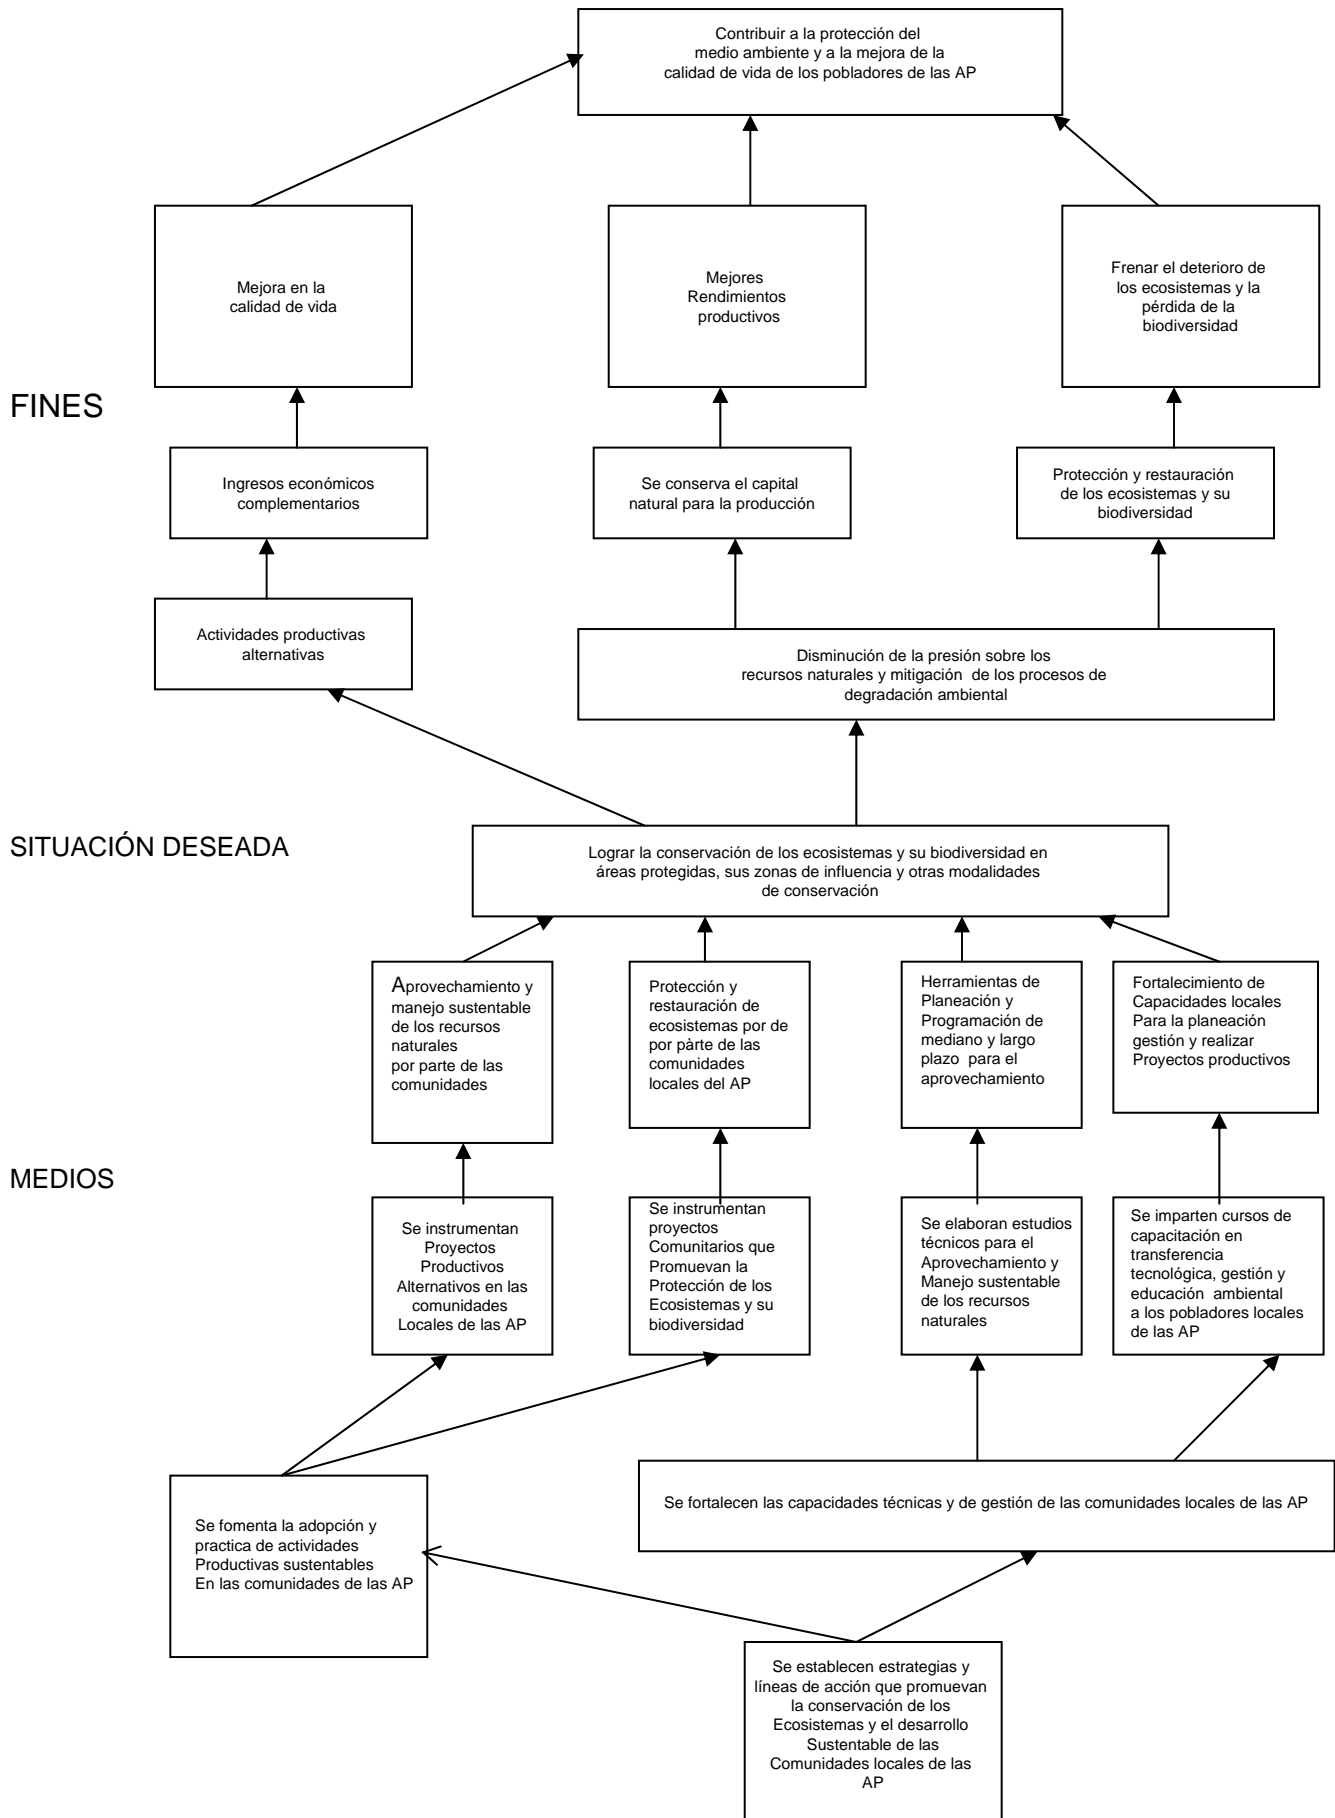 Contribuir a la protección del
medio ambiente y a la mejora de la
calidad de vida de los pobladores de las AP
Mejora en la
calidad de vida
Mejores
Rendimientos
productivos
Frenar el deterioro de
los ecosistemas y la
pérdida de la
biodiversidad
FINES
Ingresos económicos
complementarios
Se conserva el capital
natural para la producción
Protección y restauración
de los ecosistemas y su
biodiversidad
Actividades productivas
alternativas
Disminución de la presión sobre los
recursos naturales y mitigación de los procesos de
degradación ambiental
SITUACIÓN DESEADA
Lograr la conservación de los ecosistemas y su biodiversidad en
áreas protegidas, sus zonas de influencia y otras modalidades
de conservación
Aprovechamiento y
manejo sustentable
de los recursos
naturales
por parte de las
comunidades
Protección y
restauración de
ecosistemas por de
por pàrte de las
comunidades
locales del AP
Herramientas de
Planeación y
Programación de
mediano y largo
plazo para el
aprovechamiento
Fortalecimiento de
Capacidades locales
Para la planeación
gestión y realizar
Proyectos productivos
MEDIOS
Se instrumentan
Proyectos
Productivos
Alternativos en las
comunidades
Locales de las AP
Se instrumentan
proyectos
Comunitarios que
Promuevan la
Protección de los
Ecosistemas y su
biodiversidad
Se elaboran estudios
técnicos para el
Aprovechamiento y
Manejo sustentable
de los recursos
naturales
Se imparten cursos de
capacitación en
transferencia
tecnológica, gestión y
educación ambiental
a los pobladores locales
de las AP
Se fomenta la adopción y
practica de actividades
Productivas sustentables
En las comunidades de las AP
Se fortalecen las capacidades técnicas y de gestión de las comunidades locales de las AP
Se establecen estrategias y
líneas de acción que promuevan
la conservación de los
Ecosistemas y el desarrollo
Sustentable de las
Comunidades locales de las
AP